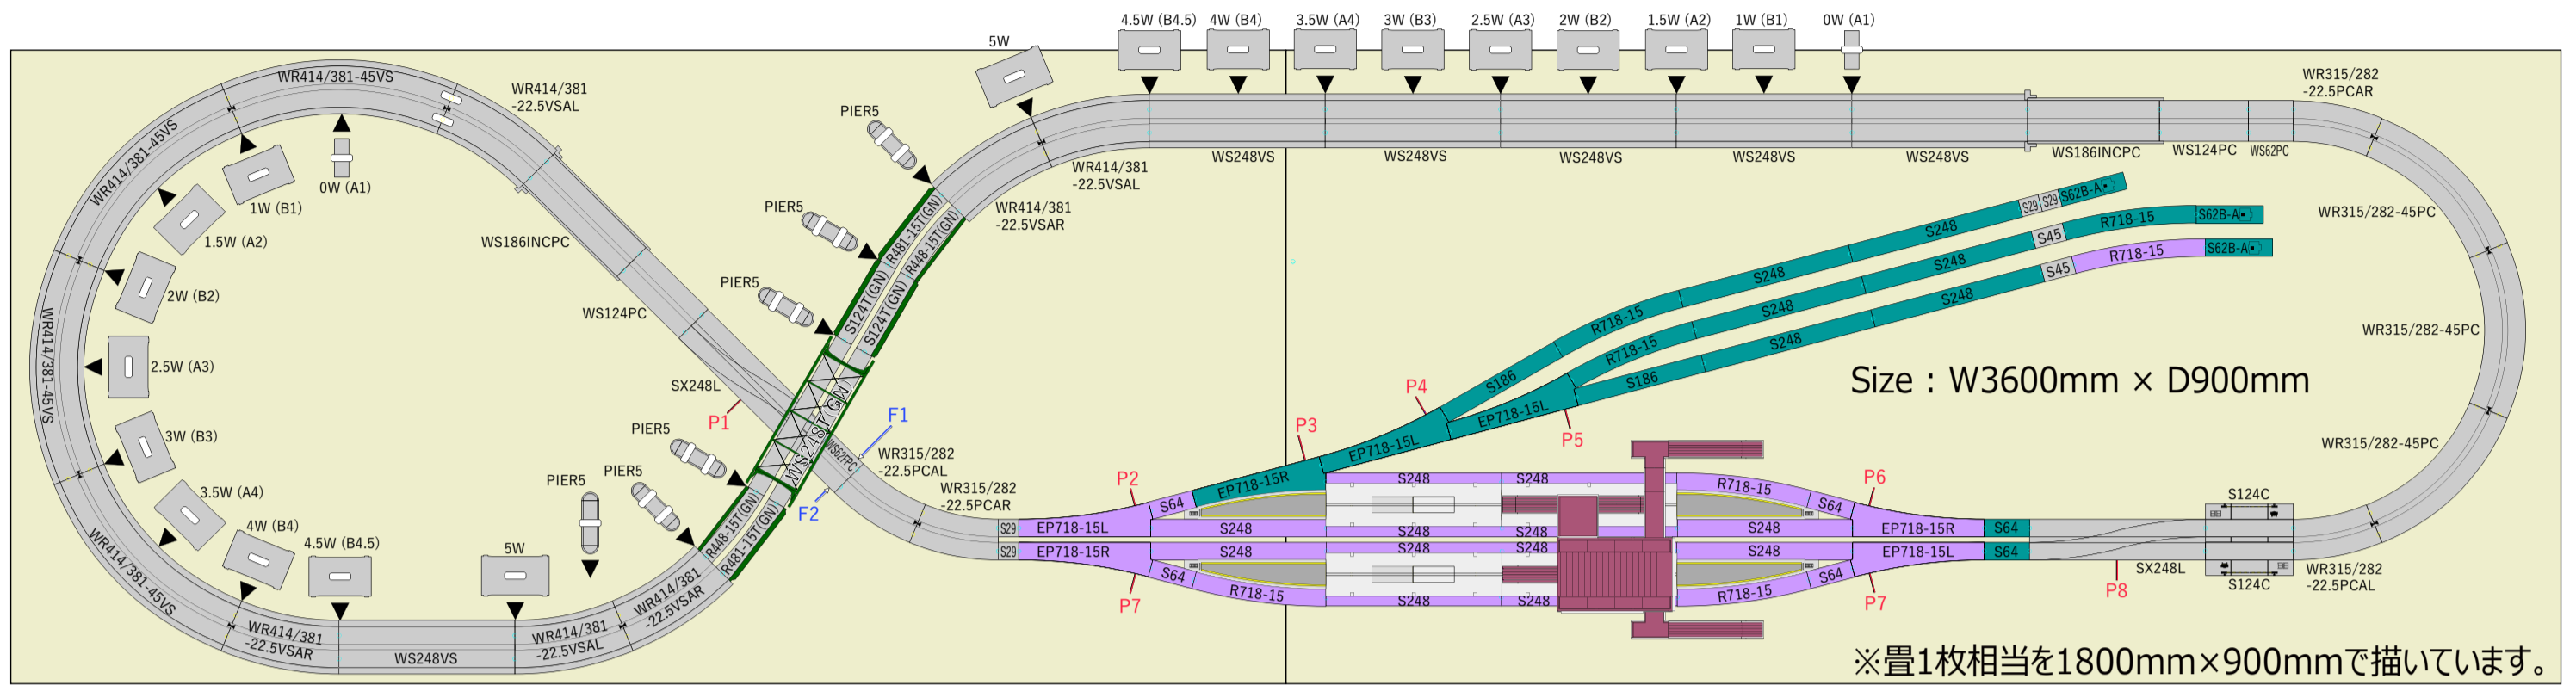 4.5W (B4.5)
4W (B4)
3.5W (A4)
3W (B3)
2.5W (A3)
2W (B2)
1.5W (A2)
1W (B1)
0W (A1)
5W
WR414/381-45VS
WR414/381
-22.5VSAL
WR315/282
-22.5PCAR
PIER5
WR414/381-45VS
WS248VS
WS248VS
WS248VS
WS248VS
WS248VS
WS186INCPC
WS124PC
WS62PC
WR414/381
-22.5VSAL
0W (A1)
1W (B1)
S29
S29
S62B-A
PIER5
R481-15T(GN)
R448-15T(GN)
WR414/381
-22.5VSAR
WR315/282-45PC
R718-15
S62B-A
1.5W (A2)
WS186INCPC
S248
S45
R718-15
S62B-A
PIER5
S248
S248
S45
2W (B2)
WS124PC
S124T(GN)
S124T(GN)
R718-15
S248
S248
WR414/381-45VS
2.5W (A3)
R718-15
S248
WR315/282-45PC
SX248L
P1
S186
S186
P4
Size : W3600mm × D900mm
WS248T(GN)
F1
EP718-15L
P3
P5
3W (B3)
PIER5
WS62FPC
WR315/282
-22.5PCAL
EP718-15L
WR315/282-45PC
PIER5
PIER5
P2
EP718-15R
S248
S248
R718-15
P6
3.5W (A4)
WR315/282
-22.5PCAR
S64
S64
S124C
F2
4W (B4)
R448-15T(GN)
R481-15T(GN)
S29
EP718-15L
S248
S248
S248
S248
EP718-15R
S64
4.5W (B4.5)
5W
S29
EP718-15R
S248
S248
S248
S248
EP718-15L
S64
WR414/381-45VS
WR414/381
-22.5VSAR
S64
S64
SX248L
WR315/282
-22.5PCAL
P7
R718-15
S248
S248
R718-15
P7
P8
S124C
WR414/381
-22.5VSAR
WS248VS
WR414/381
-22.5VSAL
※畳1枚相当を1800mm×900mmで描いています。